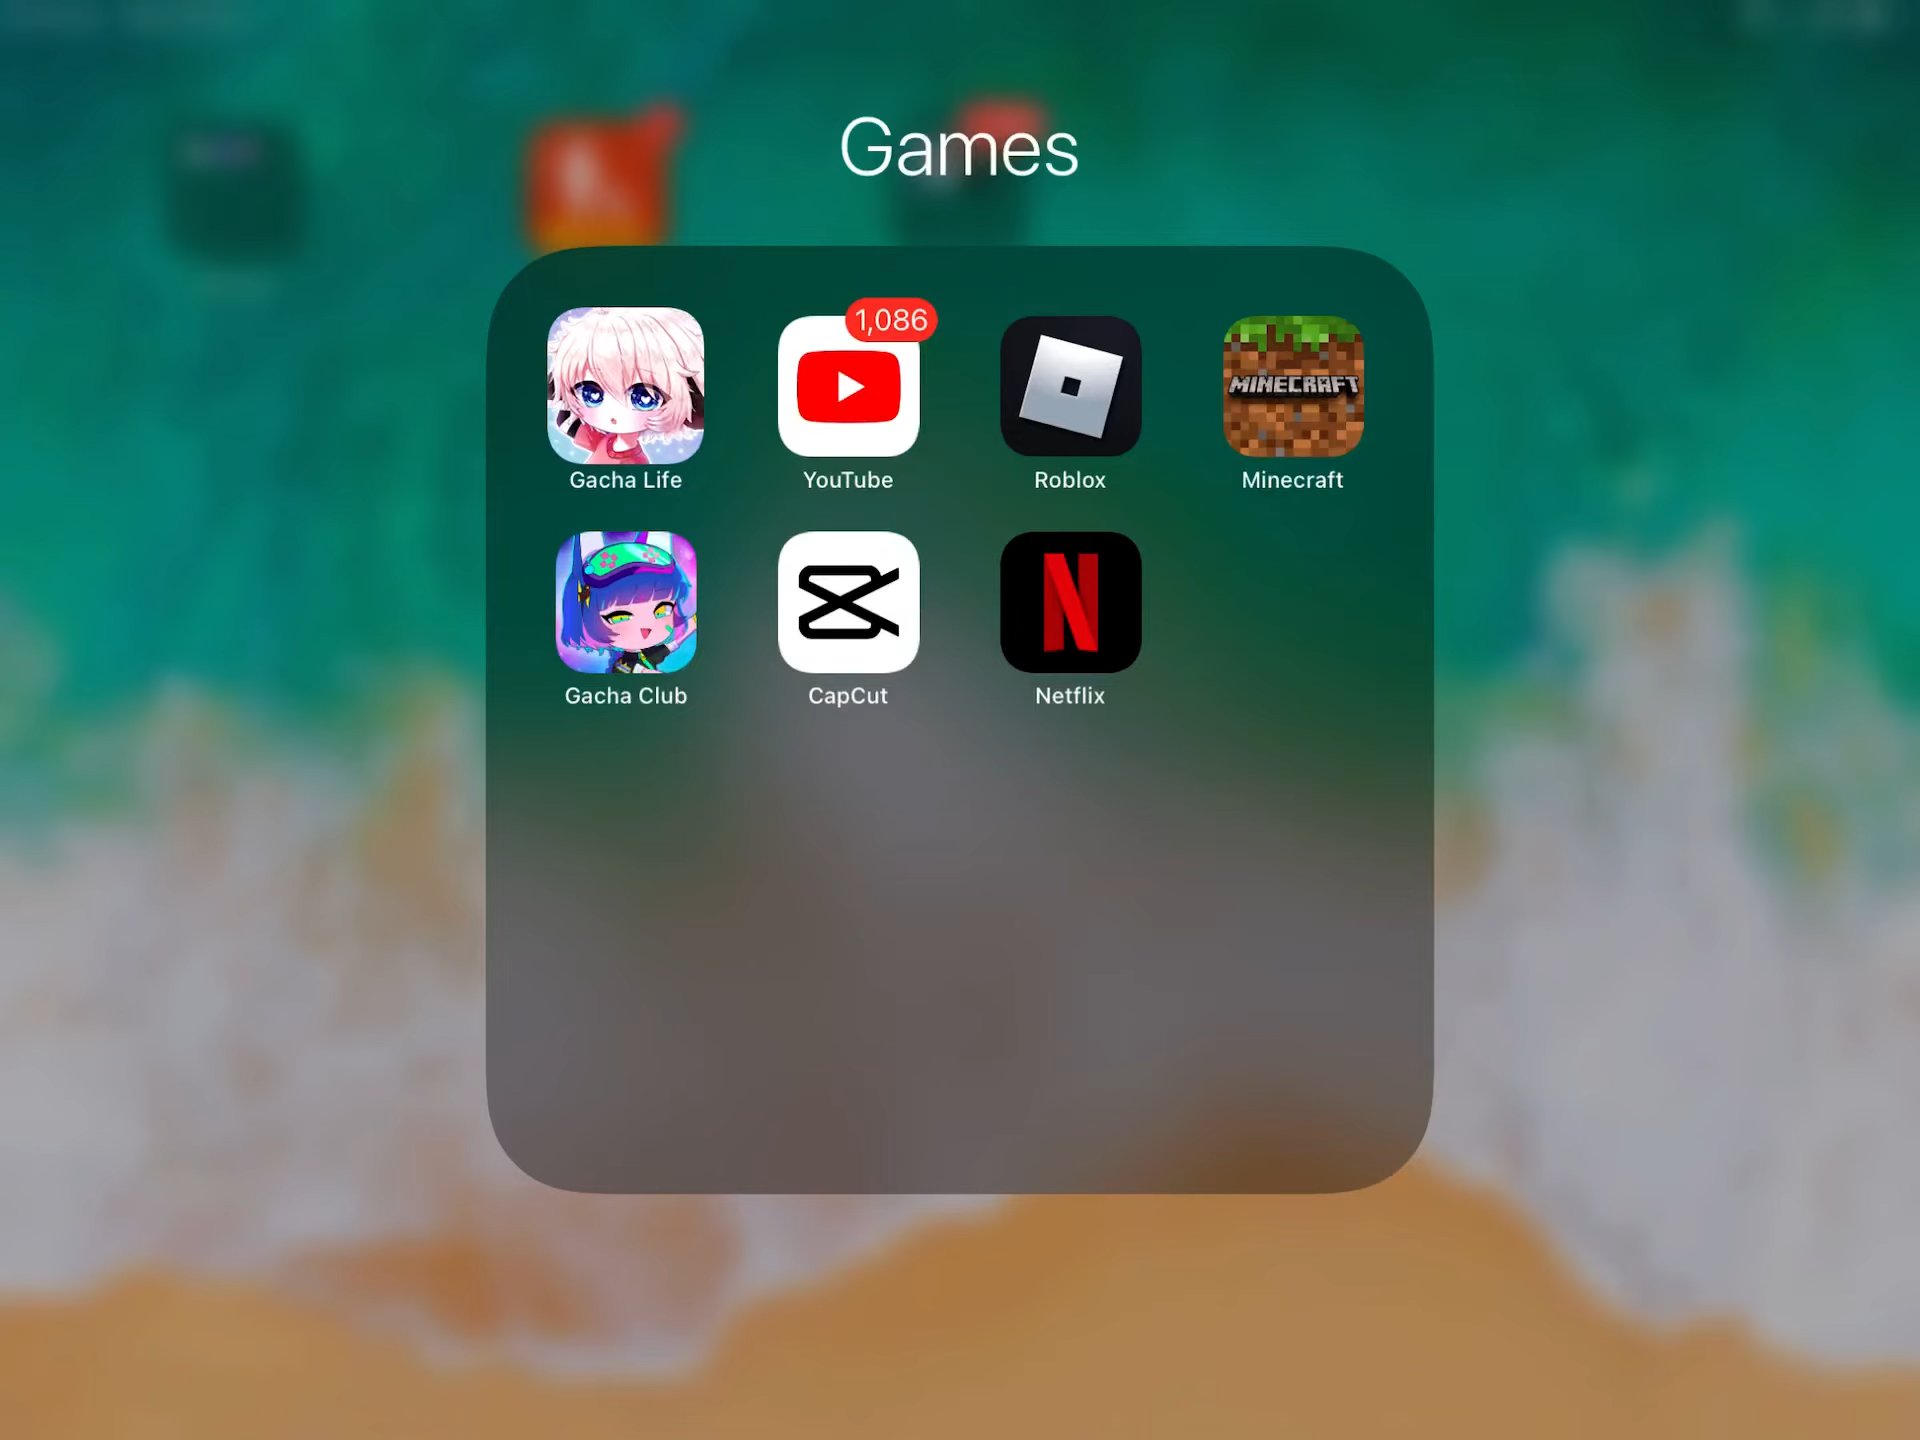 Games
1,086
Gacha Life
YouTube
Roblox
MINECRAFT
Minecraft
Gacha Club
CapCut
N
Netflix